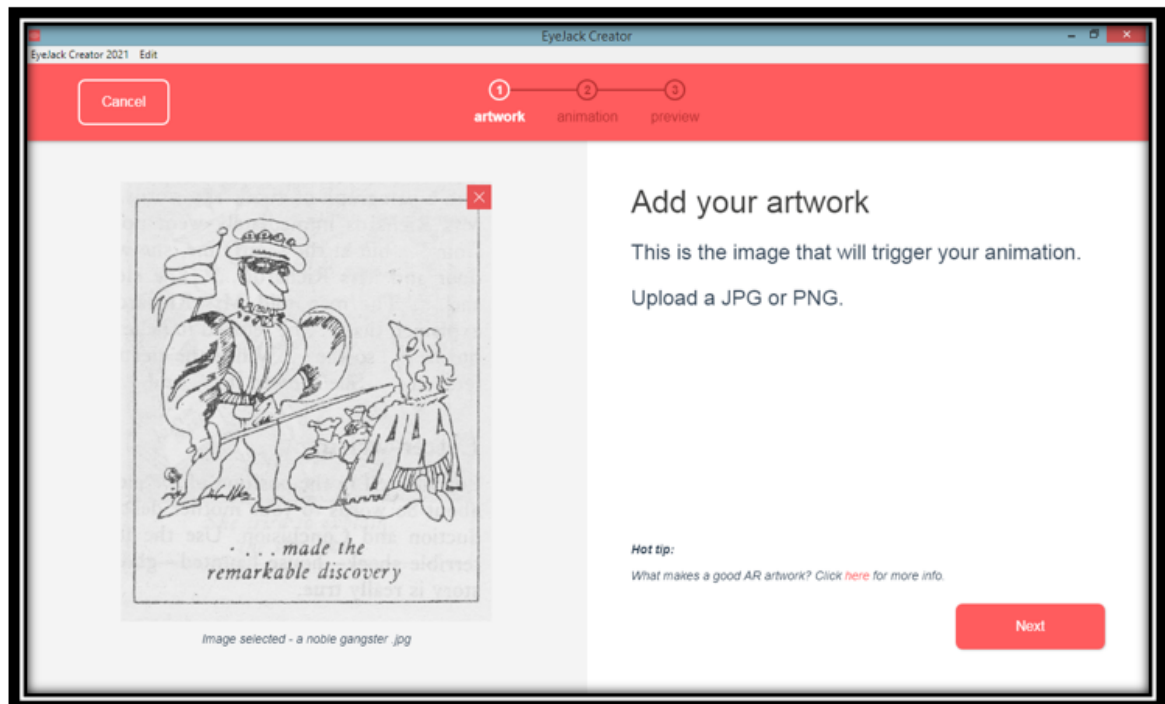 EyeJack Creator
EyeJack Creator 2021 Edit
Cancel
1 2 3
artwork animation preview
Add your artwork
This is the image that will trigger your animation.
Upload a JPG or PNG.
. . . . made the
remarkable discovery
Image selected - a noble gangster .jpg
Hot tip:
What makes a good AR artwork? Click here for more info.
Next